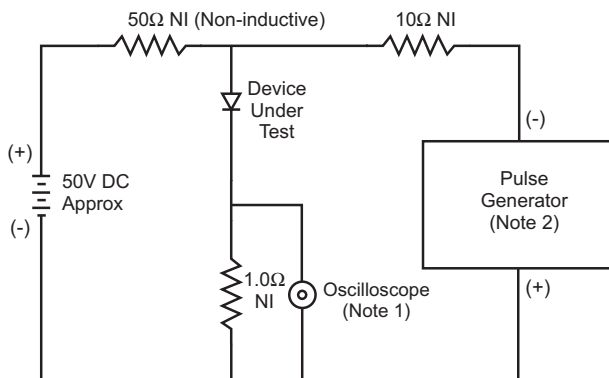 50Ω NI (Non-inductive)
10Ω NI
Device
Under
Test
(+)
50V DC
Approx
(-)
(-)
Pulse
Generator
(Note 2)
(+)
1.0Ω
NI
Oscilloscope
(Note 1)